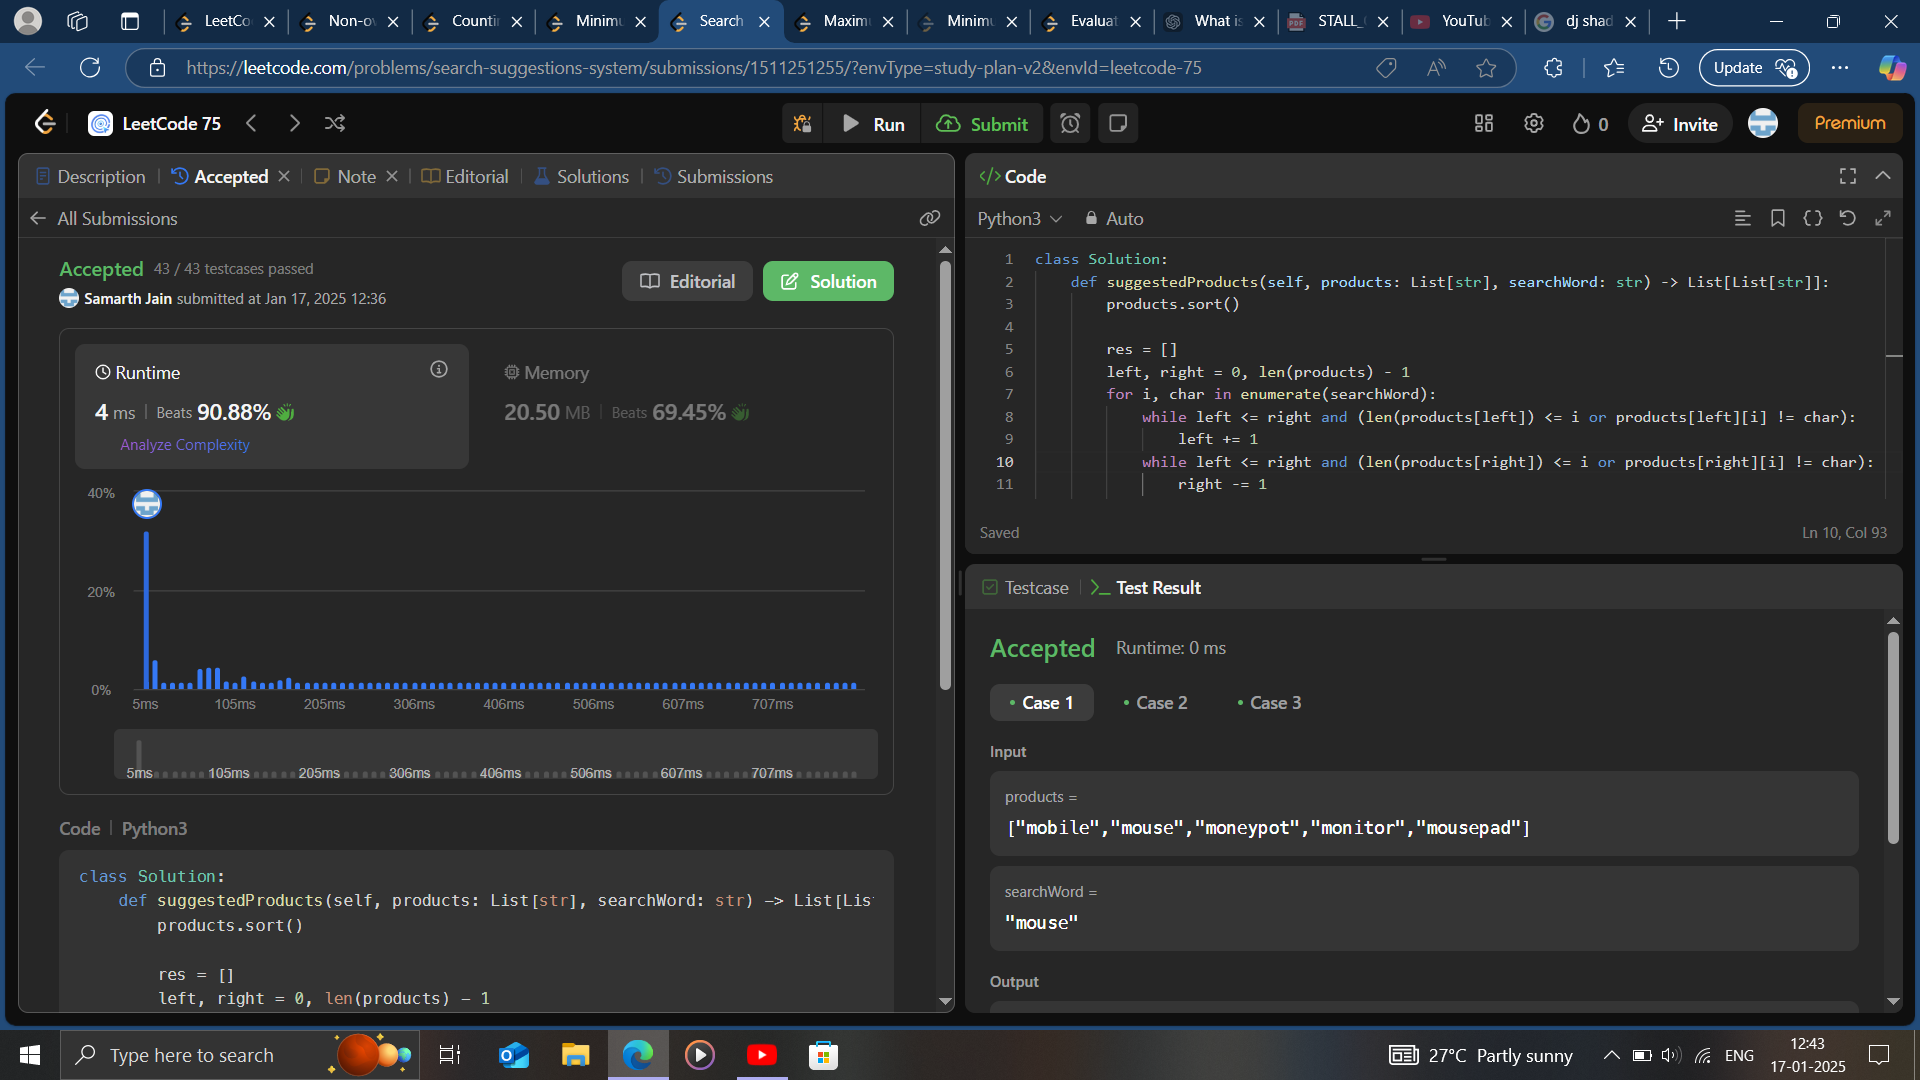 LeetCo
Non-o
Countin
Minimu
Search
Maximu
Minimu
Evaluat
What is
STALL_
YouTub
dj shad
https://leetcode.com/problems/search-suggestions-system/submissions/1511251255/?envType=study-plan-v2&envId=leetcode-75
Update
LeetCode 75
Run
Submit
0
Invite
Premium
Description
Accepted
Note
Editorial
Solutions
Submissions
All Submissions
Accepted 43 / 43 testcases passed
Samarth Jain submitted at Jan 17, 2025 12:36
Editorial
Solution
Runtime
4 ms | Beats 90.88%
Analyze Complexity
Memory
20.50 MB | Beats 69.45%
40%
20%
0%
5ms 105ms 205ms 306ms 406ms 506ms 607ms 707ms
5ms 105ms 205ms 306ms 406ms 506ms 607ms 707ms
Code | Python3
class Solution:
def suggestedProducts(self, products: List[str], searchWord: str) -> List[Lis
products.sort()
res = []
left, right = 0, len(products) - 1
</> Code
Python3
Auto
1 class Solution:
2 def suggestedProducts(self, products: List[str], searchWord: str) -> List[List[str]]:
3 products.sort()
4
5 res = []
6 left, right = 0, len(products) - 1
7 for i, char in enumerate(searchWord):
8 while left <= right and (len(products[left]) <= i or products[left][i] != char):
9 left += 1
10 while left <= right and (len(products[right]) <= i or products[right][i] != char):
11 right -= 1
Saved
Ln 10, Col 93
Testcase
Test Result
Accepted Runtime: 0 ms
Case 1
Case 2
Case 3
Input
products =
["mobile","mouse","moneypot","monitor","mousepad"]
searchWord =
"mouse"
Output
Type here to search
27°C Partly sunny
ENG
12:43
17-01-2025